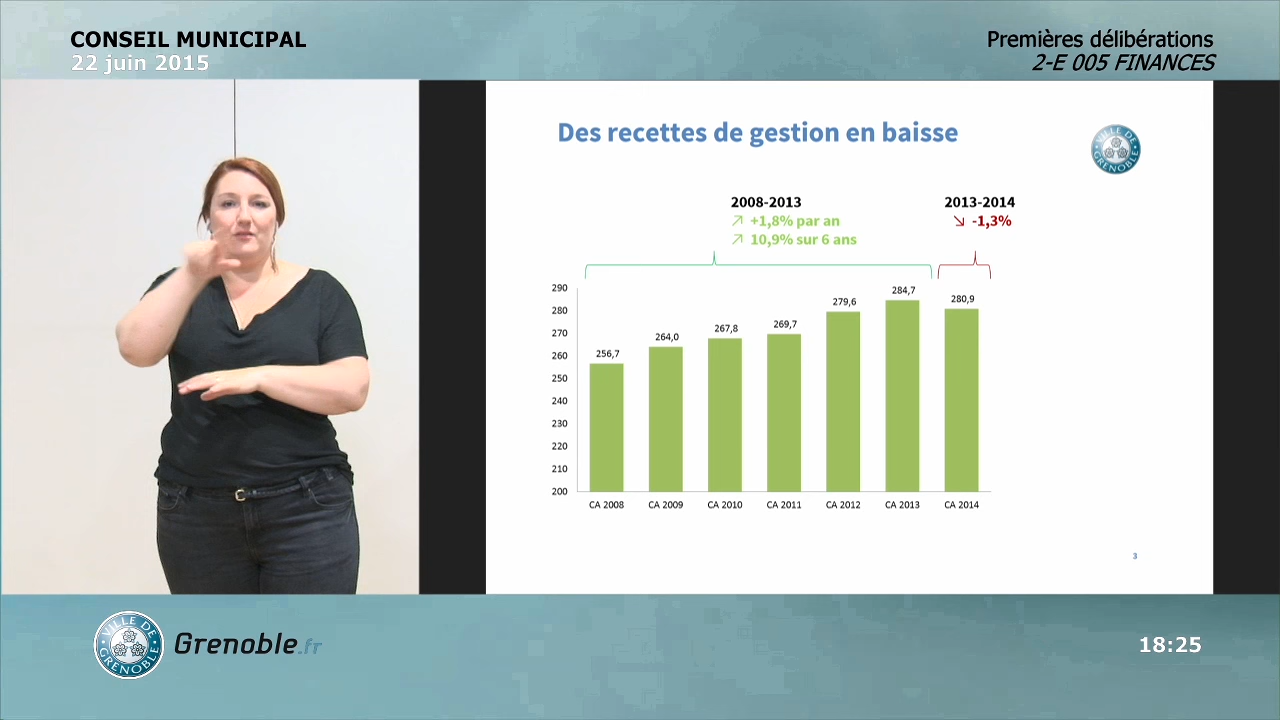 CONSEIL MUNICIPAL
22 juin 2015
Premières délibérations
2-E 005 FINANCES
Des recettes de gestion en baisse
VILLE DE GRENOBLE
2008-2013
↗ +1,8% par an
↗ 10,9% sur 6 ans
2013-2014
↘ -1,3%
290
280
270
260
250
240
230
220
210
200
256,7
264,0
267,8
269,7
279,6
284,7
280,9
CA 2008
CA 2009
CA 2010
CA 2011
CA 2012
CA 2013
CA 2014
3
VILLE DE GRENOBLE
Grenoble.fr
18:25